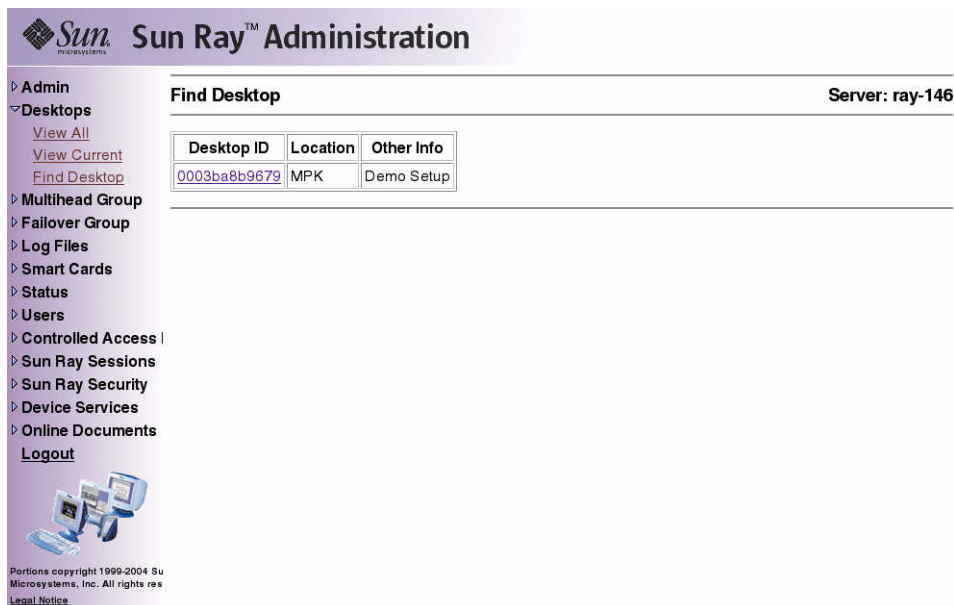 Sun
microsystems
Sun Ray™ Administration
Admin
Desktops
View All
View Current
Find Desktop
Multihead Group
Failover Group
Log Files
Smart Cards
Status
Users
Controlled Access
Sun Ray Sessions
Sun Ray Security
Device Services
Online Documents
Logout
Portions copyright 1999-2004 Su
Microsystems, Inc. All rights res
Legal Notice
Find Desktop Server: ray-146
Desktop ID Location Other Info
0003ba8b9679 MPK Demo Setup